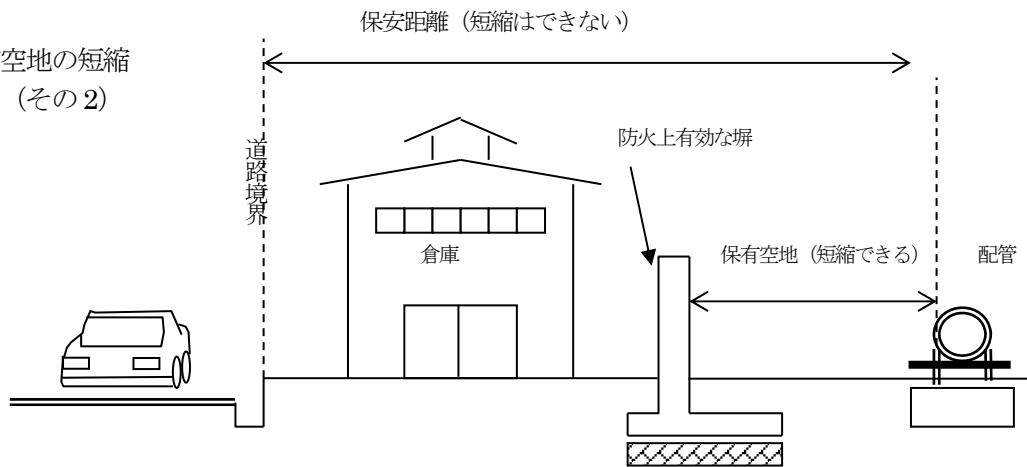 保安距離（短縮はできない）
空地の短縮
（その2）
道路境界
防火上有効な塀
倉庫
保有空地（短縮できる）
配管